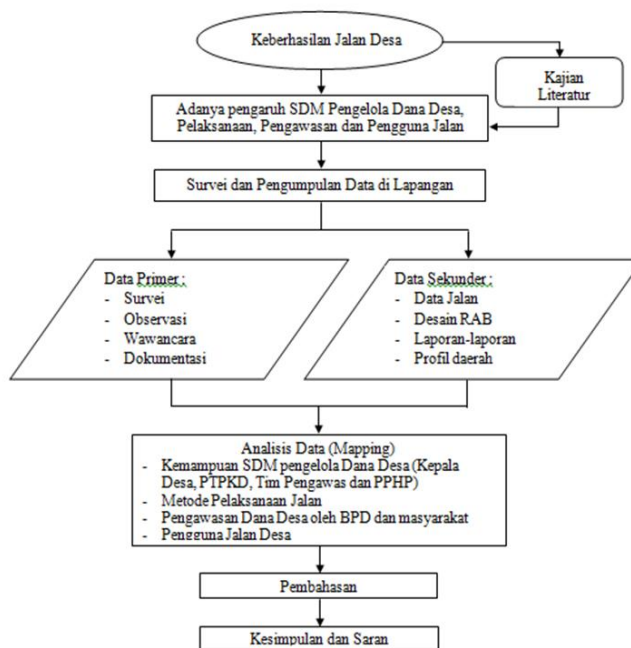 Keberhasilan Jalan Desa
Kajian
Literatur
Adanya pengaruh SDM Pengelola Dana Desa,
Pelaksanaan, Pengawasan dan Pengguna Jalan
Survei dan Pengumpulan Data di Lapangan
Data Primer :
- Survei
- Observasi
- Wawancara
- Dokumentasi
Data Sekunder :
- Data Jalan
- Desain RAB
- Laporan-laporan
- Profil daerah
Analisis Data (Mapping)
- Kemampuan SDM pengelola Dana Desa (Kepala
Desa, PTPKD, Tim Pengawas dan PPHP)
- Metode Pelaksanaan Jalan
- Pengawasan Dana Desa oleh BPD dan masyarakat
- Pengguna Jalan Desa
Pembahasan
Kesimpulan dan Saran